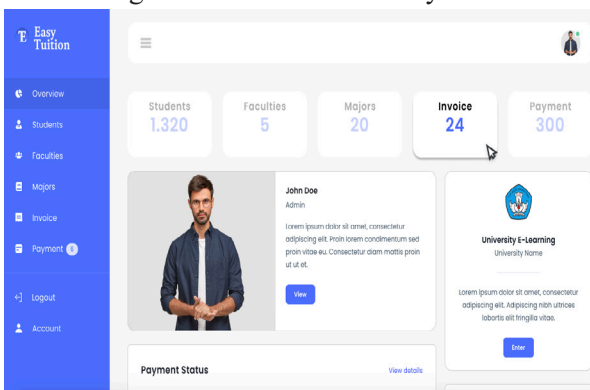 Easy
Tuition
Overview
Students
Faculties
Majors
Invoice
Payment
Logout
Account
Students
1.320
Faculties
5
Majors
20
Invoice
24
Payment
300
John Doe
Admin
Lorem ipsum dolor sit amet, consectetur
adipiscing elit. Proin lorem condimentum sed
proin vitae eu. Consectetur diam mattis proin
ut ut et.
View
University E-Learning
University Name
Lorem ipsum dolor sit amet, consectetur
adipiscing elit. Adipiscing nibh ultrices
lobortis elit fringilla vitae.
Enter
Payment Status
View details